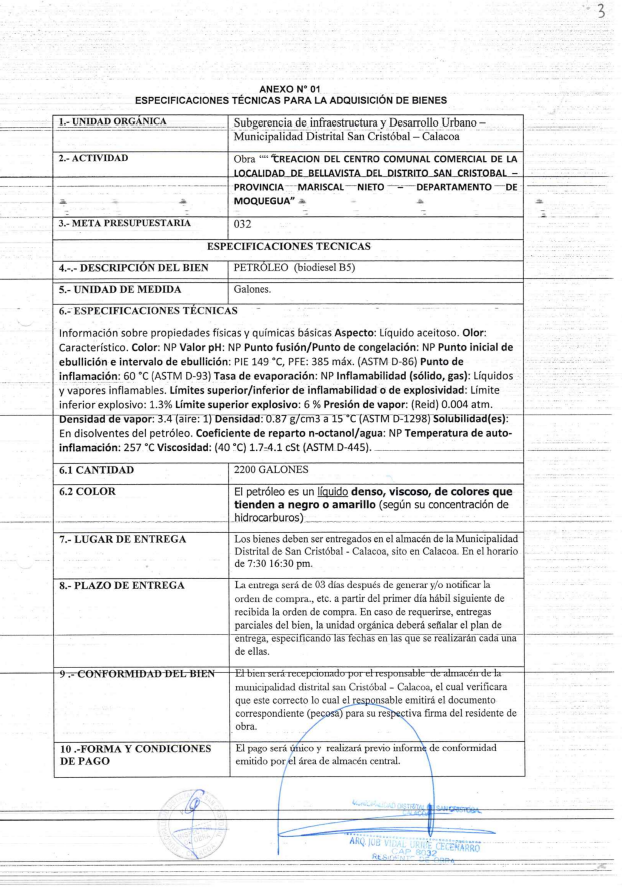 3
ANEXO N° 01
ESPECIFICACIONES TÉCNICAS PARA LA ADQUISICIÓN DE BIENES
1.- UNIDAD ORGÁNICA
Subgerencia de infraestructura y Desarrollo Urbano –
Municipalidad Distrital San Cristóbal – Calacoa
2.- ACTIVIDAD
Obra "" "CREACION DEL CENTRO COMUNAL COMERCIAL DE LA
LOCALIDAD DE BELLAVISTA DEL DISTRITO SAN CRISTOBAL –
PROVINCIA MARISCAL NIETO – DEPARTAMENTO DE
MOQUEGUA"
3.- META PRESUPUESTARIA
032
ESPECIFICACIONES TECNICAS
4.-.- DESCRIPCIÓN DEL BIEN
PETRÓLEO (biodiesel B5)
5.- UNIDAD DE MEDIDA
Galones.
6.- ESPECIFICACIONES TÉCNICAS
Información sobre propiedades físicas y químicas básicas Aspecto: Líquido aceitoso. Olor:
Característico. Color: NP Valor pH: NP Punto fusión/Punto de congelación: NP Punto inicial de
ebullición e intervalo de ebullición: PIE 149 °C, PFE: 385 máx. (ASTM D-86) Punto de
inflamación: 60 °C (ASTM D-93) Tasa de evaporación: NP Inflamabilidad (sólido, gas): Líquidos
y vapores inflamables. Límites superior/inferior de inflamabilidad o de explosividad: Límite
inferior explosivo: 1.3% Límite superior explosivo: 6 % Presión de vapor: (Reid) 0.004 atm.
Densidad de vapor: 3.4 (aire: 1) Densidad: 0.87 g/cm3 a 15 °C (ASTM D-1298) Solubilidad(es):
En disolventes del petróleo. Coeficiente de reparto n-octanol/agua: NP Temperatura de auto-
inflamación: 257 °C Viscosidad: (40 °C) 1.7-4.1 cSt (ASTM D-445).
6.1 CANTIDAD
2200 GALONES
6.2 COLOR
El petróleo es un líquido denso, viscoso, de colores que
tienden a negro o amarillo (según su concentración de
hidrocarburos)
7.- LUGAR DE ENTREGA
Los bienes deben ser entregados en el almacén de la Municipalidad
Distrital de San Cristóbal - Calacoa, sito en Calacoa. En el horario
de 7:30 16:30 pm.
8.- PLAZO DE ENTREGA
La entrega será de 03 días después de generar y/o notificar la
orden de compra., etc. a partir del primer día hábil siguiente de
recibida la orden de compra. En caso de requerirse, entregas
parciales del bien, la unidad orgánica deberá señalar el plan de
entrega, especificando las fechas en las que se realizarán cada una
de ellas.
9 .- CONFORMIDAD DEL BIEN
El bien será recepcionado por el responsable de almacén de la
municipalidad distrital san Cristóbal – Calacoa, el cual verificara
que este correcto lo cual el responsable emitirá el documento
correspondiente (pecosa) para su respectiva firma del residente de
obra.
10 .-FORMA Y CONDICIONES
DE PAGO
El pago será único y realizará previo informe de conformidad
emitido por el área de almacén central.
MUNICIPALIDAD DISTRITAL DE SAN CRISTOBAL
CALACOA
ARQ. JOB VIDAL
CECENARRO
CAP
RESIDENTE DE OBRA